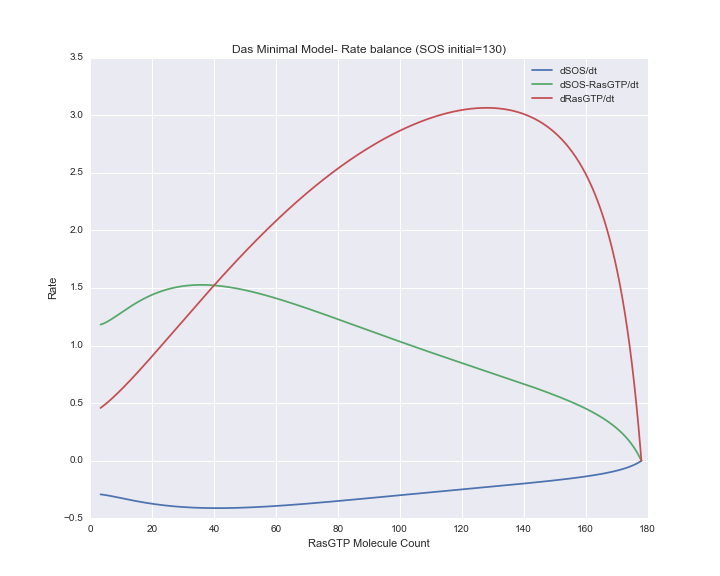 Das Minimal Model- Rate balance (SOS initial=130)
dSOS/dt
dSOS-RasGTP/dt
dRasGTP/dt
Rate
3.5
3.0
2.5
2.0
1.5
1.0
0.5
0.0
−0.5
0 20 40 60 80 100 120 140 160 180
RasGTP Molecule Count